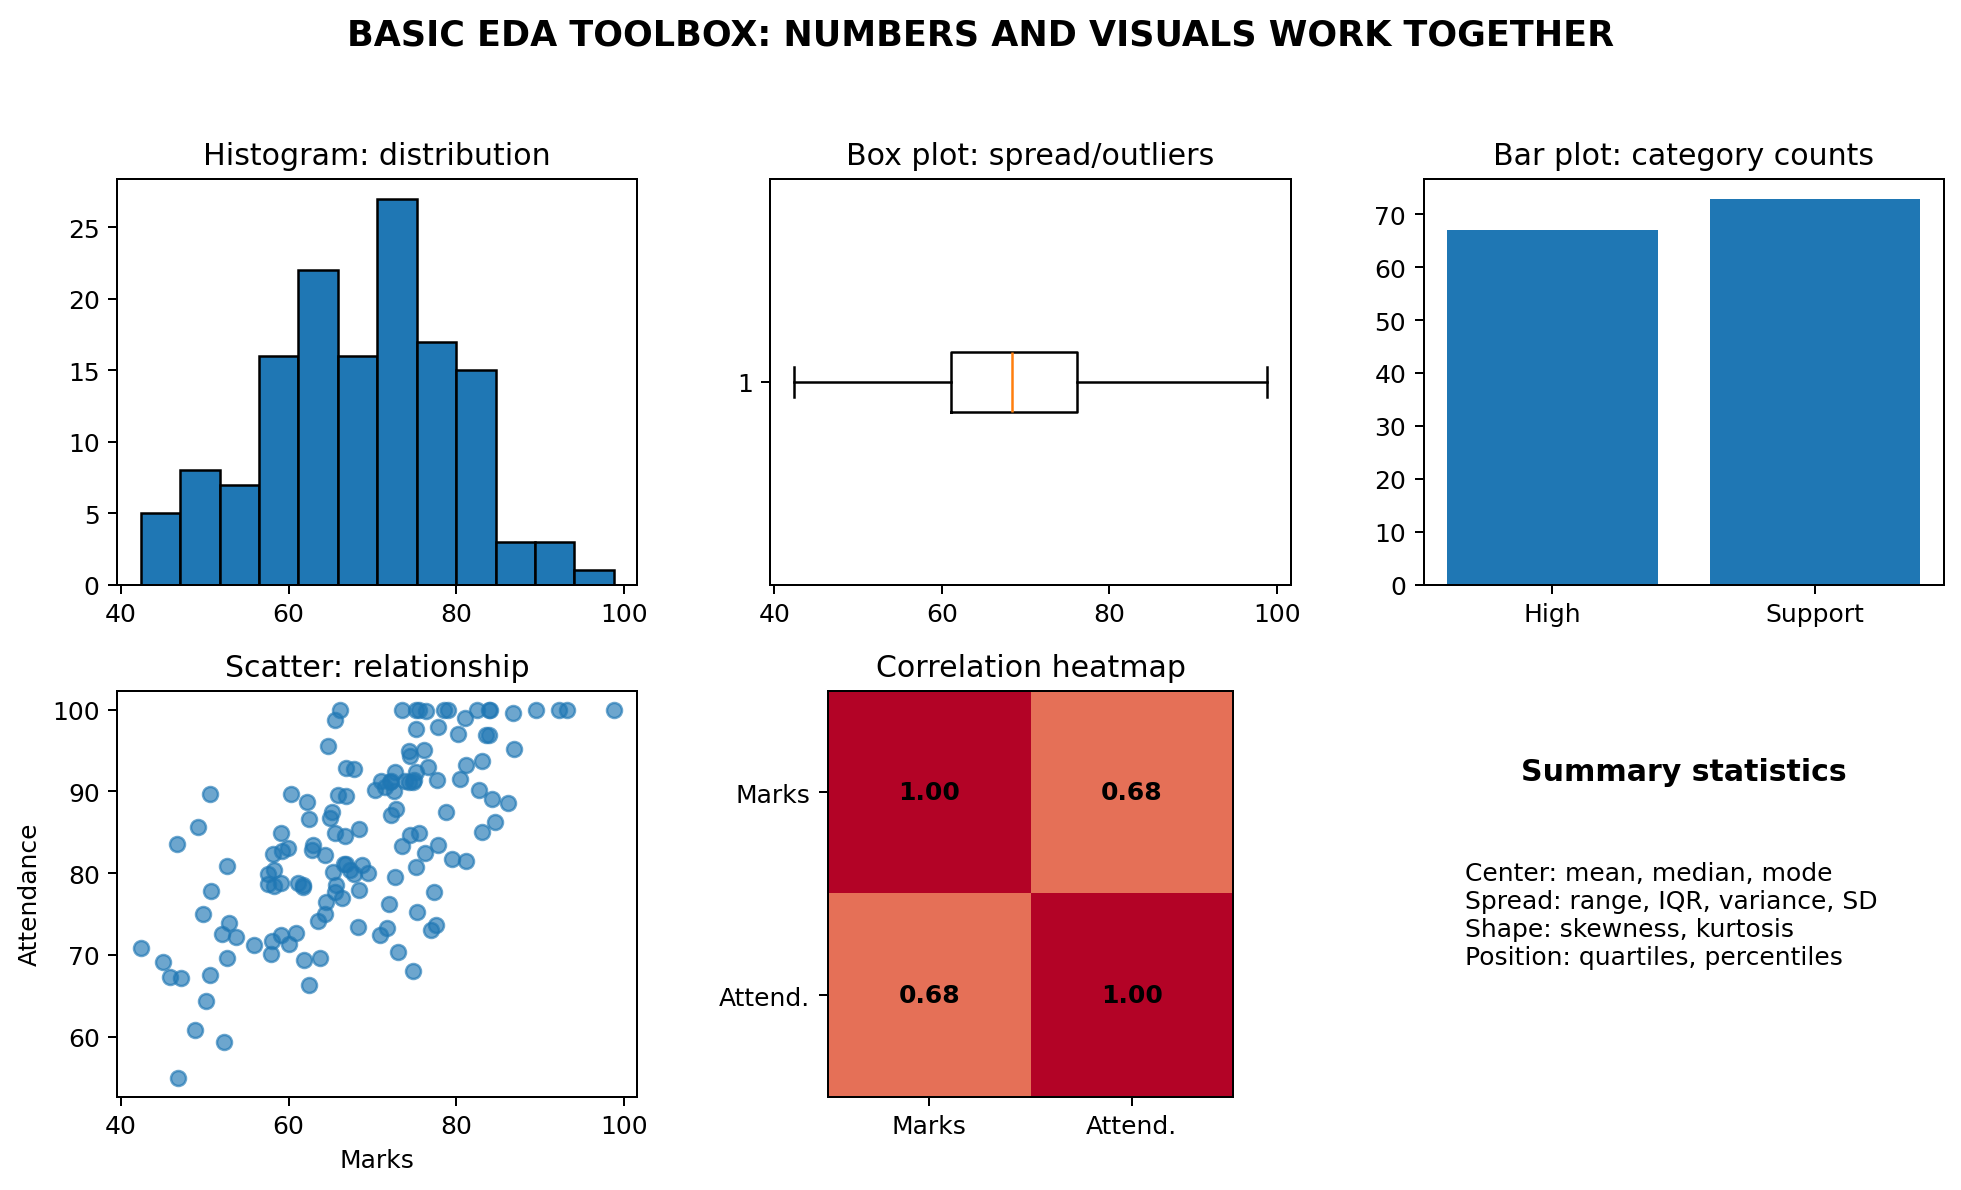 BASIC EDA TOOLBOX: NUMBERS AND VISUALS WORK TOGETHER
Histogram: distribution
25
20
15
10
5
0
40 60 80 100
Box plot: spread/outliers
1
40 60 80 100
Bar plot: category counts
70
60
50
40
30
20
10
0
High Support
Scatter: relationship
Attendance
100
90
80
70
60
40 60 80 100
Marks
Correlation heatmap
Marks 1.00 0.68
Attend. 0.68 1.00
Marks Attend.
Summary statistics
Center: mean, median, mode
Spread: range, IQR, variance, SD
Shape: skewness, kurtosis
Position: quartiles, percentiles